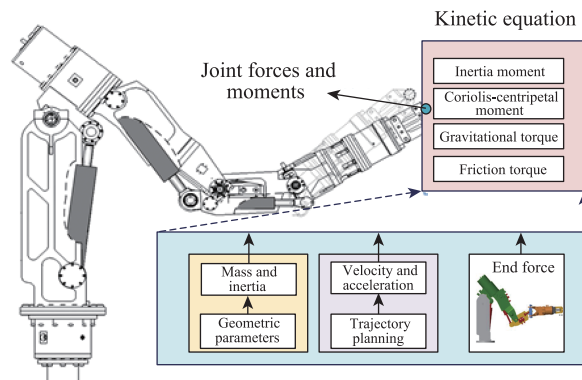 Kinetic equation
Joint forces and
moments
Inertia moment
Coriolis-centripetal
moment
Gravitational torque
Friction torque
Mass and
inertia
Geometric
parameters
Velocity and
acceleration
Trajectory
planning
End force